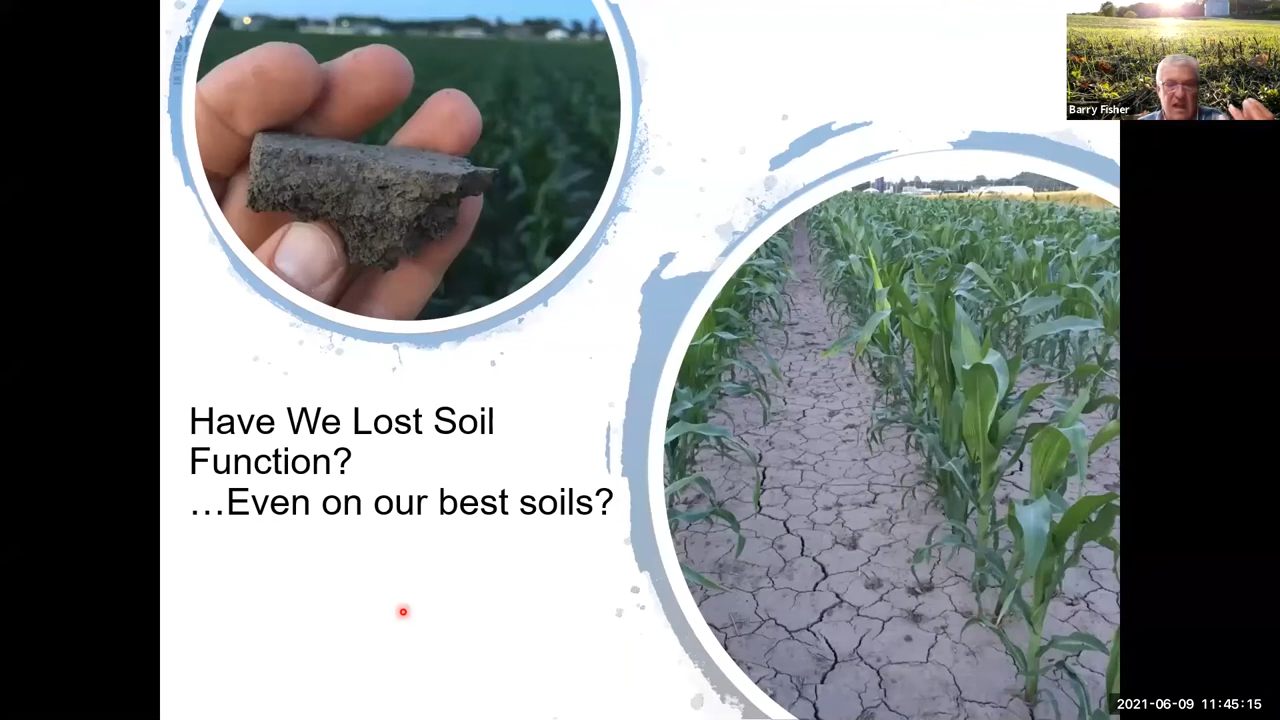 Barry Fisher
Have We Lost Soil
Function?
…Even on our best soils?
2021-06-09 11:45:15